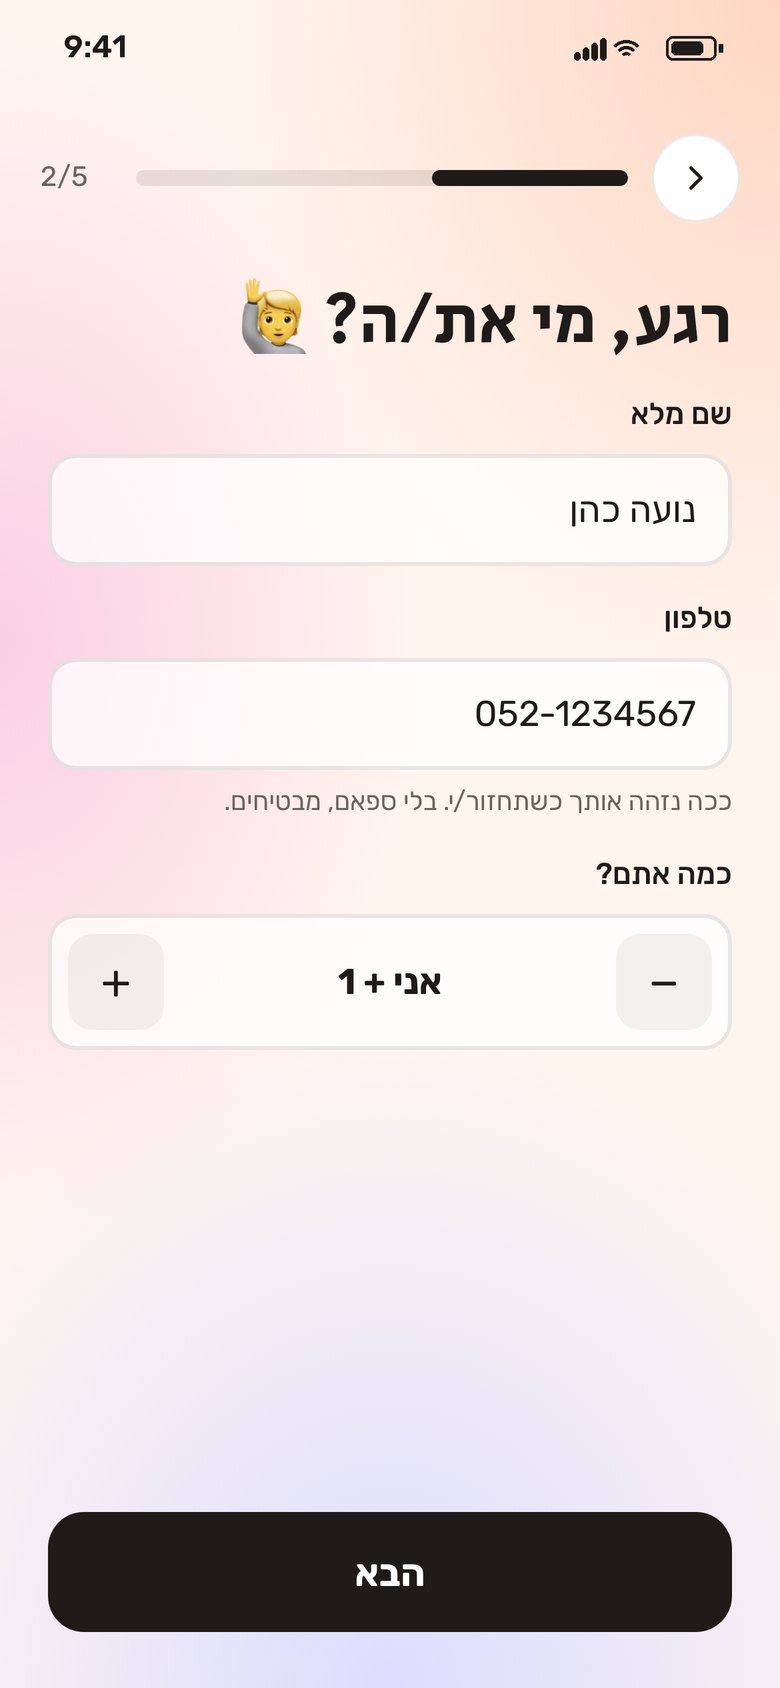 9:41
2/5
רגע, מי את/ה? 🙋
שם מלא
נועה כהן
טלפון
052-1234567
ככה נזהה אותך כשתחזור/י. בלי ספאם, מבטיחים.
כמה אתם?
− אני + 1 +
הבא